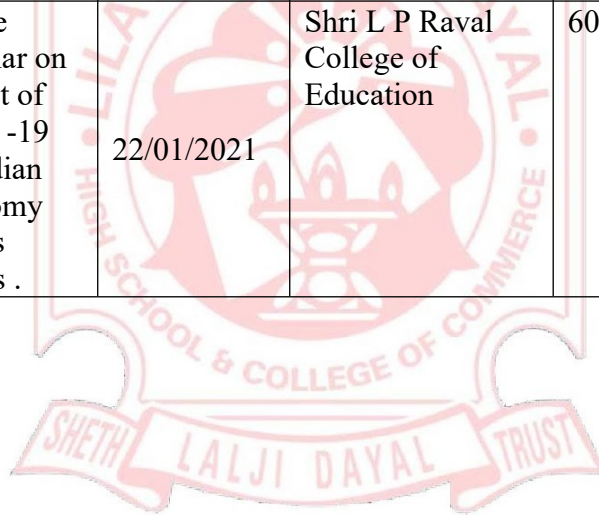 e
ar on
t of
-19
dian
omy
s
s .
22/01/2021
Shri L P Raval
College of
Education
60
HIGH SCHOOL & COLLEGE OF COMMERCE
SHETH LALJI DAYAL TRUST